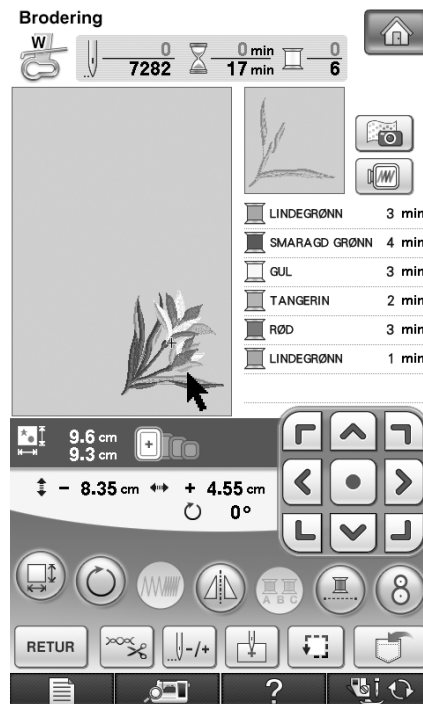 Brodering
W
0 0 min 0
7282 17 min 6
LINDEGRØNN 3 min
SMARAGD GRØNN 4 min
GUL 3 min
TANGERIN 2 min
RØD 3 min
LINDEGRØNN 1 min
9.6 cm
9.3 cm
- 8.35 cm + 4.55 cm
0°
A B C
8
RETUR
-/+
?